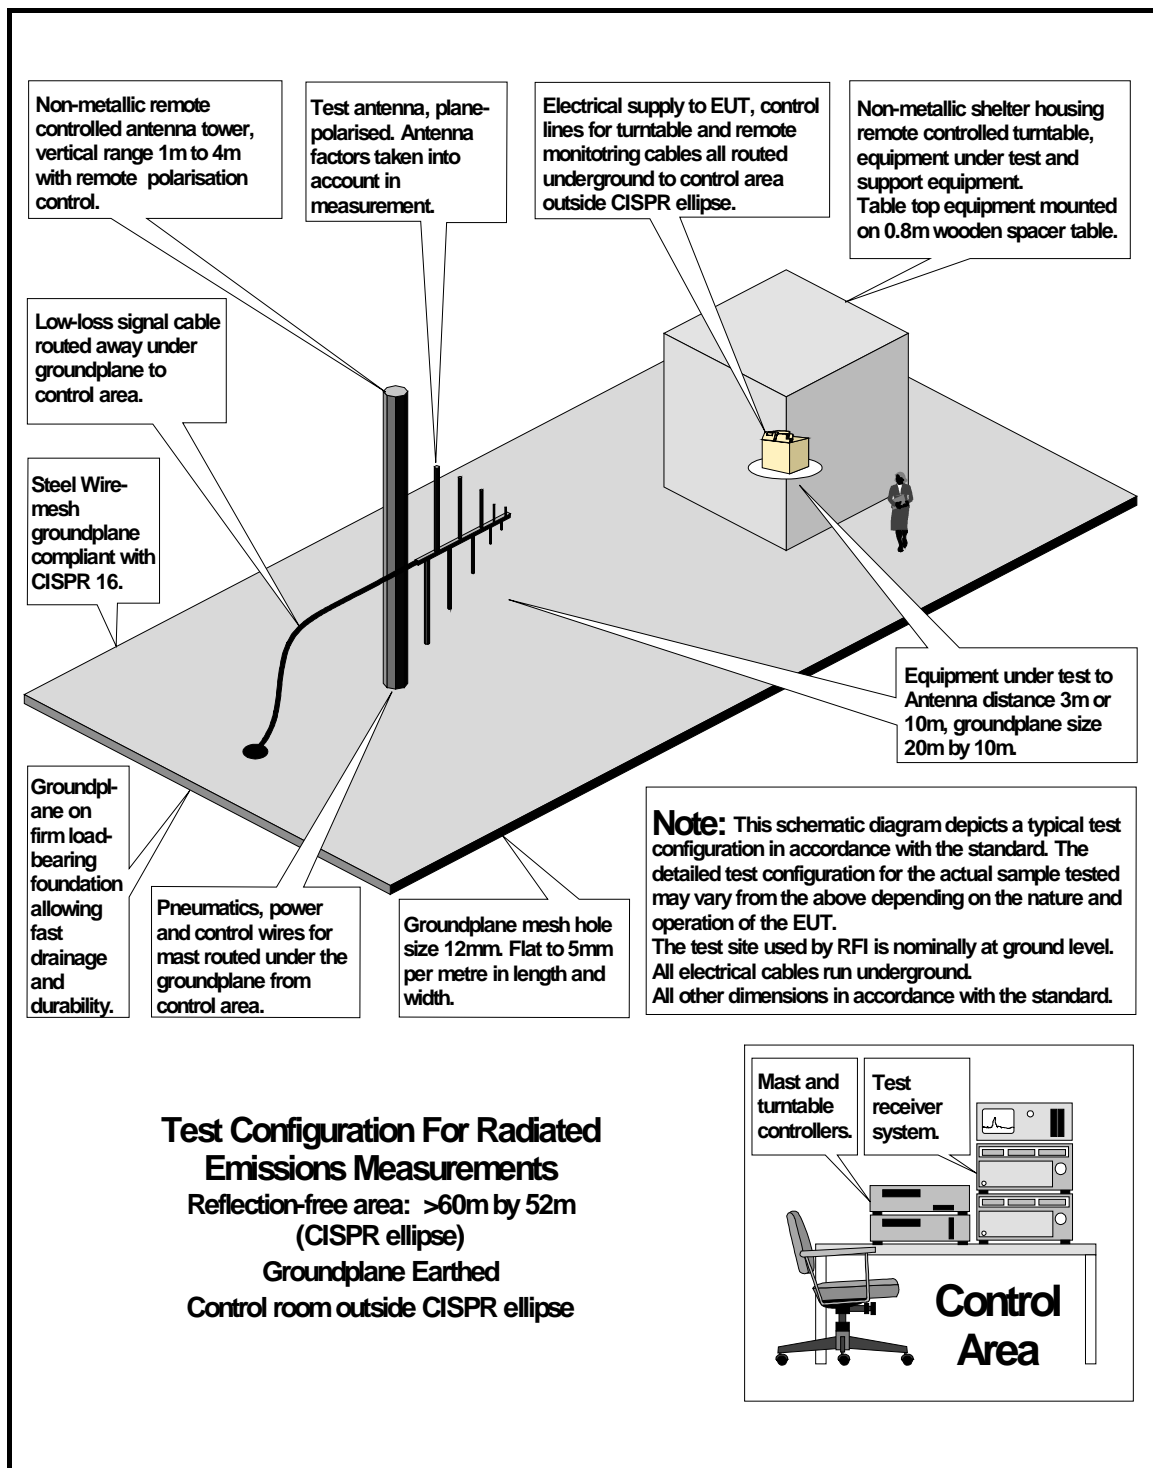 Non-metallic remote
controlled antenna tower,
vertical range 1m to 4m
with remote polarisation
control.
Test antenna, plane-
polarised. Antenna
factors taken into
account in
measurement.
Electrical supply to EUT, control
lines for turntable and remote
monitotring cables all routed
underground to control area
outside CISPR ellipse.
Non-metallic shelter housing
remote controlled turntable,
equipment under test and
support equipment.
Table top equipment mounted
on 0.8m wooden spacer table.
Low-loss signal cable
routed away under
groundplane to
control area.
Steel Wire-
mesh
groundplane
compliant with
CISPR 16.
Equipment under test to
Antenna distance 3m or
10m, groundplane size
20m by 10m.
Groundpl-
ane on
firm load-
bearing
foundation
allowing
fast
drainage
and
durability.
Pneumatics, power
and control wires for
mast routed under the
groundplane from
control area.
Groundplane mesh hole
size 12mm. Flat to 5mm
per metre in length and
width.
Note: This schematic diagram depicts a typical test
configuration in accordance with the standard. The
detailed test configuration for the actual sample tested
may vary from the above depending on the nature and
operation of the EUT.
The test site used by RFI is nominally at ground level.
All electrical cables run underground.
All other dimensions in accordance with the standard.
Test Configuration For Radiated
Emissions Measurements
Reflection-free area: >60m by 52m
(CISPR ellipse)
Groundplane Earthed
Control room outside CISPR ellipse
Mast and
turntable
controllers.
Test
receiver
system.
Control
Area